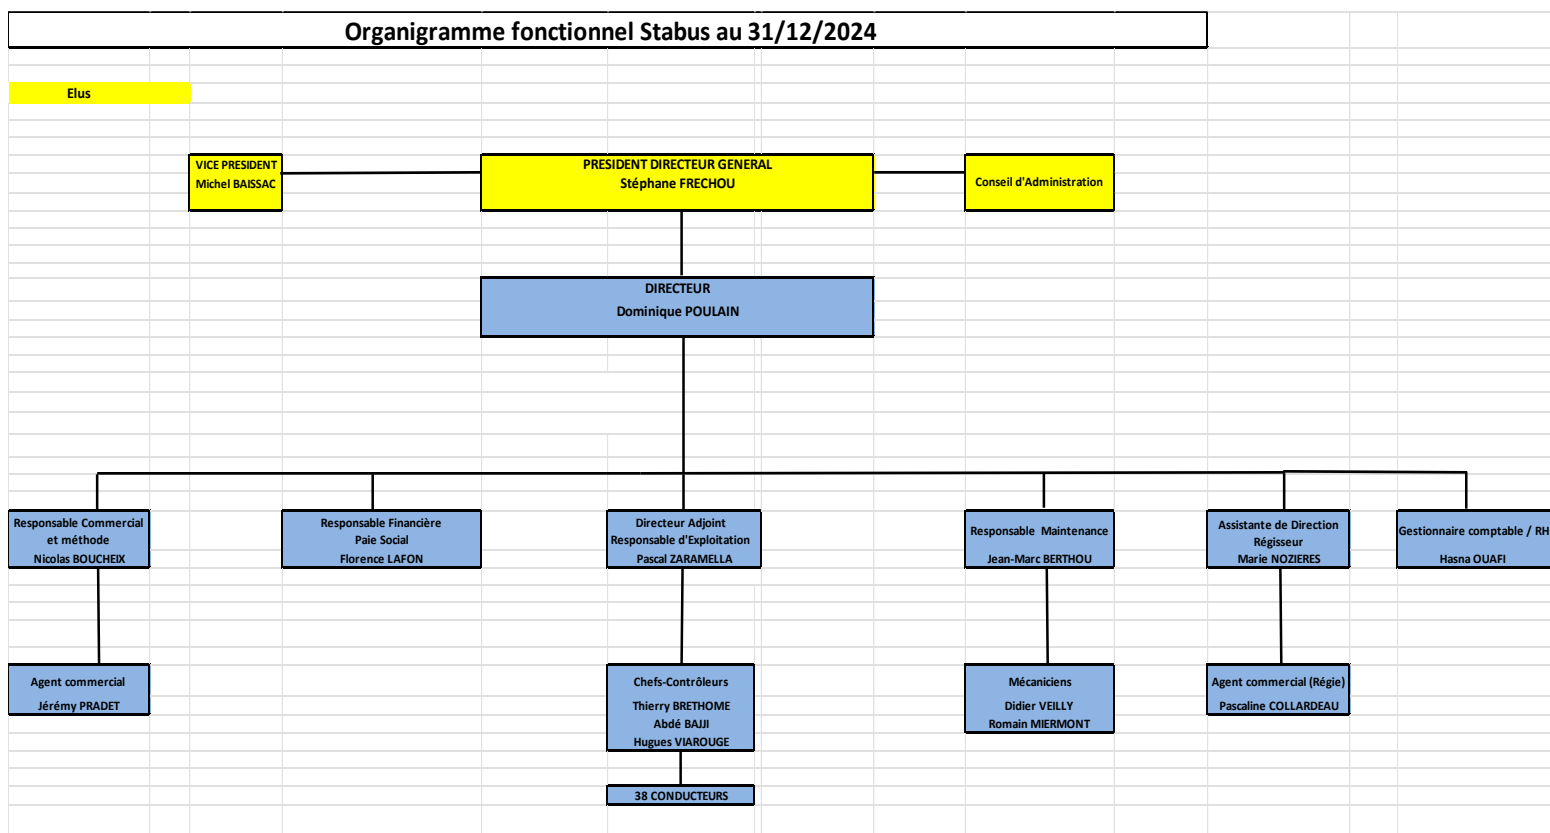 Organigramme fonctionnel Stabus au 31/12/2024
Elus
VICE PRESIDENT
Michel BAISSAC
PRESIDENT DIRECTEUR GENERAL
Stéphane FRECHOU
Conseil d'Administration
DIRECTEUR
Dominique POULAIN
Responsable Commercial
et méthode
Nicolas BOUCHEIX
Responsable Financière
Paie Social
Florence LAFON
Directeur Adjoint
Responsable d'Exploitation
Pascal ZARAMELLA
Responsable Maintenance
Jean-Marc BERTHOU
Assistante de Direction
Régisseur
Marie NOZIERES
Gestionnaire comptable / RH
Hasna OUAFI
Agent commercial
Jérémy PRADET
Chefs-Contrôleurs
Thierry BRETHOME
Abdé BAJJI
Hugues VIAROUGE
Mécaniciens
Didier VEILLY
Romain MIERMONT
Agent commercial (Régie)
Pascaline COLLARDEAU
38 CONDUCTEURS